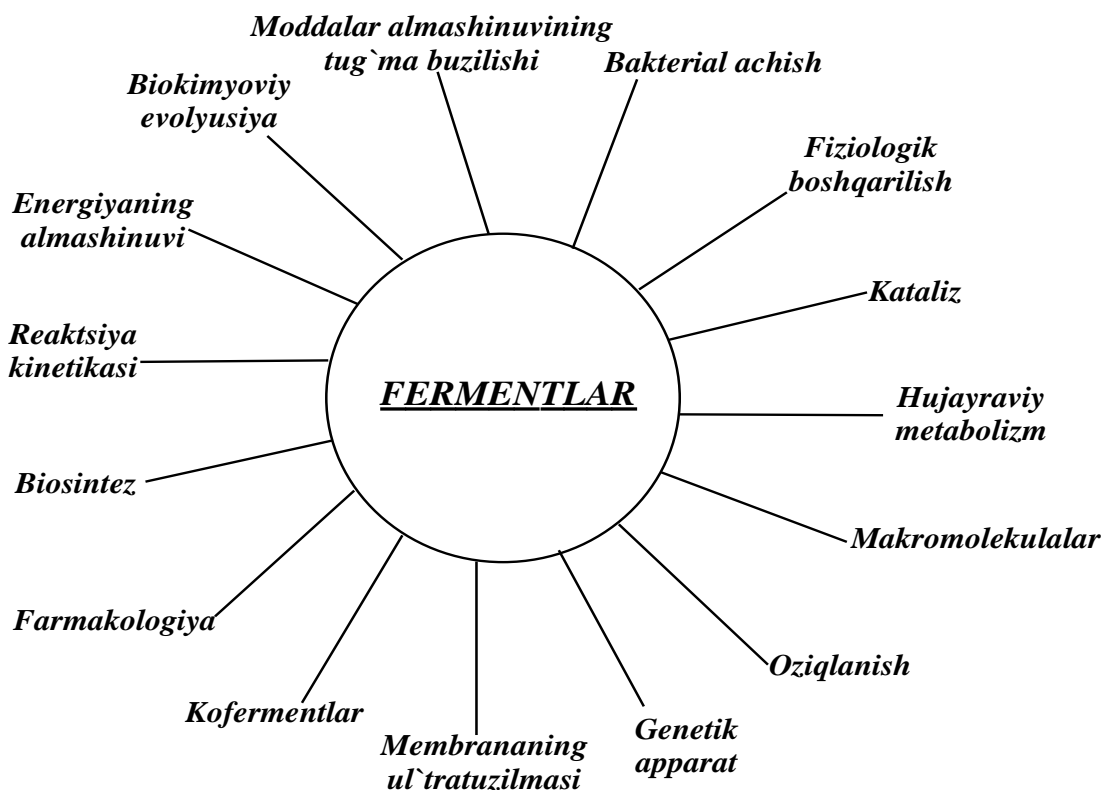 Moddalar almashinuvining
tug`ma buzilishi
Bakterial achish
Biokimyoviy
evolyusiya
Fiziologik
boshqarilish
Energiyaning
almashinuvi
Kataliz
Reaktsiya
kinetikasi
FERMENTLAR
Hujayraviy
metabolizm
Biosintez
Makromolekulalar
Farmakologiya
Oziqlanish
Kofermentlar
Genetik
apparat
Membrananing
ul`tratuzilmasi